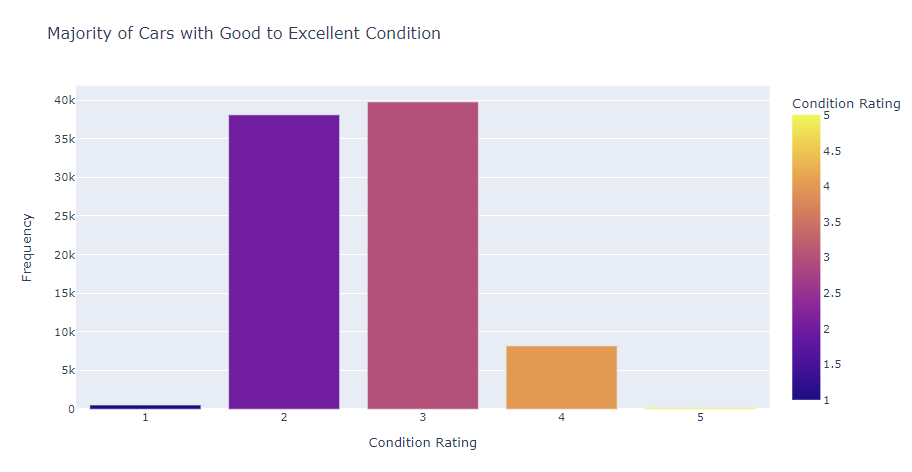 Majority of Cars with Good to Excellent Condition
40k
35k
30k
25k
20k
15k
10k
5k
0
Frequency
1 2 3 4 5
Condition Rating
Condition Rating
5
4.5
4
3.5
3
2.5
2
1.5
1